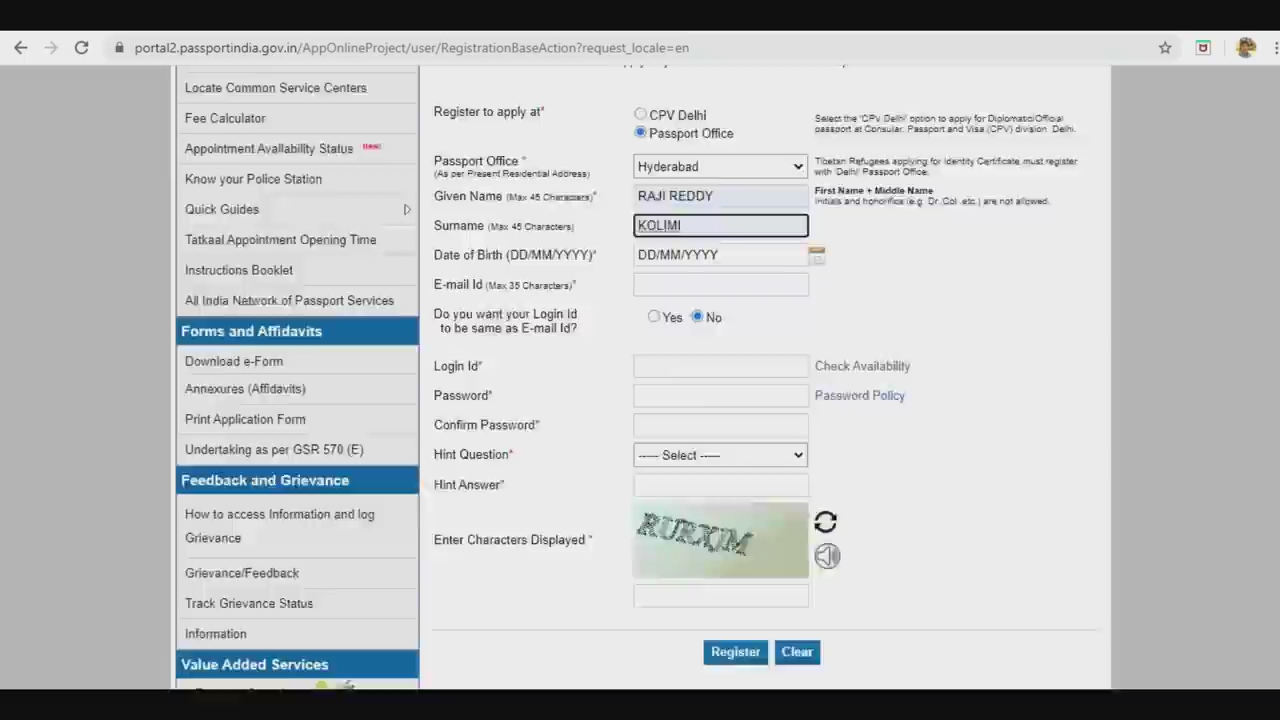 portal2.passportindia.gov.in/AppOnlineProject/user/RegistrationBaseAction?request_locale=en
Locate Common Service Centers
Fee Calculator
Appointment Availability Status new!
Know your Police Station
Quick Guides
Tatkaal Appointment Opening Time
Instructions Booklet
All India Network of Passport Services
Forms and Affidavits
Download e-Form
Annexures (Affidavits)
Print Application Form
Undertaking as per GSR 570 (E)
Feedback and Grievance
How to access Information and log
Grievance
Grievance/Feedback
Track Grievance Status
Information
Value Added Services
Register to apply at*
CPV Delhi
Passport Office
Select the 'CPV Delhi' option to apply for Diplomatic/Official
passport at Consular, Passport and Visa (CPV) division, Delhi.
Passport Office *
(As per Present Residential Address)
Hyderabad
Tibetan Refugees applying for Identity Certificate must register
with 'Delhi' Passport Office.
Given Name (Max 45 Characters)*
RAJI REDDY
First Name + Middle Name
Initials and honorifics (e.g. Dr.,Col.,etc.) are not allowed.
Surname (Max 45 Characters)
KOLIMI
Date of Birth (DD/MM/YYYY)*
DD/MM/YYYY
E-mail Id (Max 35 Characters)*
Do you want your Login Id
to be same as E-mail Id?
Yes No
Login Id*
Check Availability
Password*
Password Policy
Confirm Password*
Hint Question*
----- Select -----
Hint Answer*
Enter Characters Displayed *
RURXJM
Register
Clear